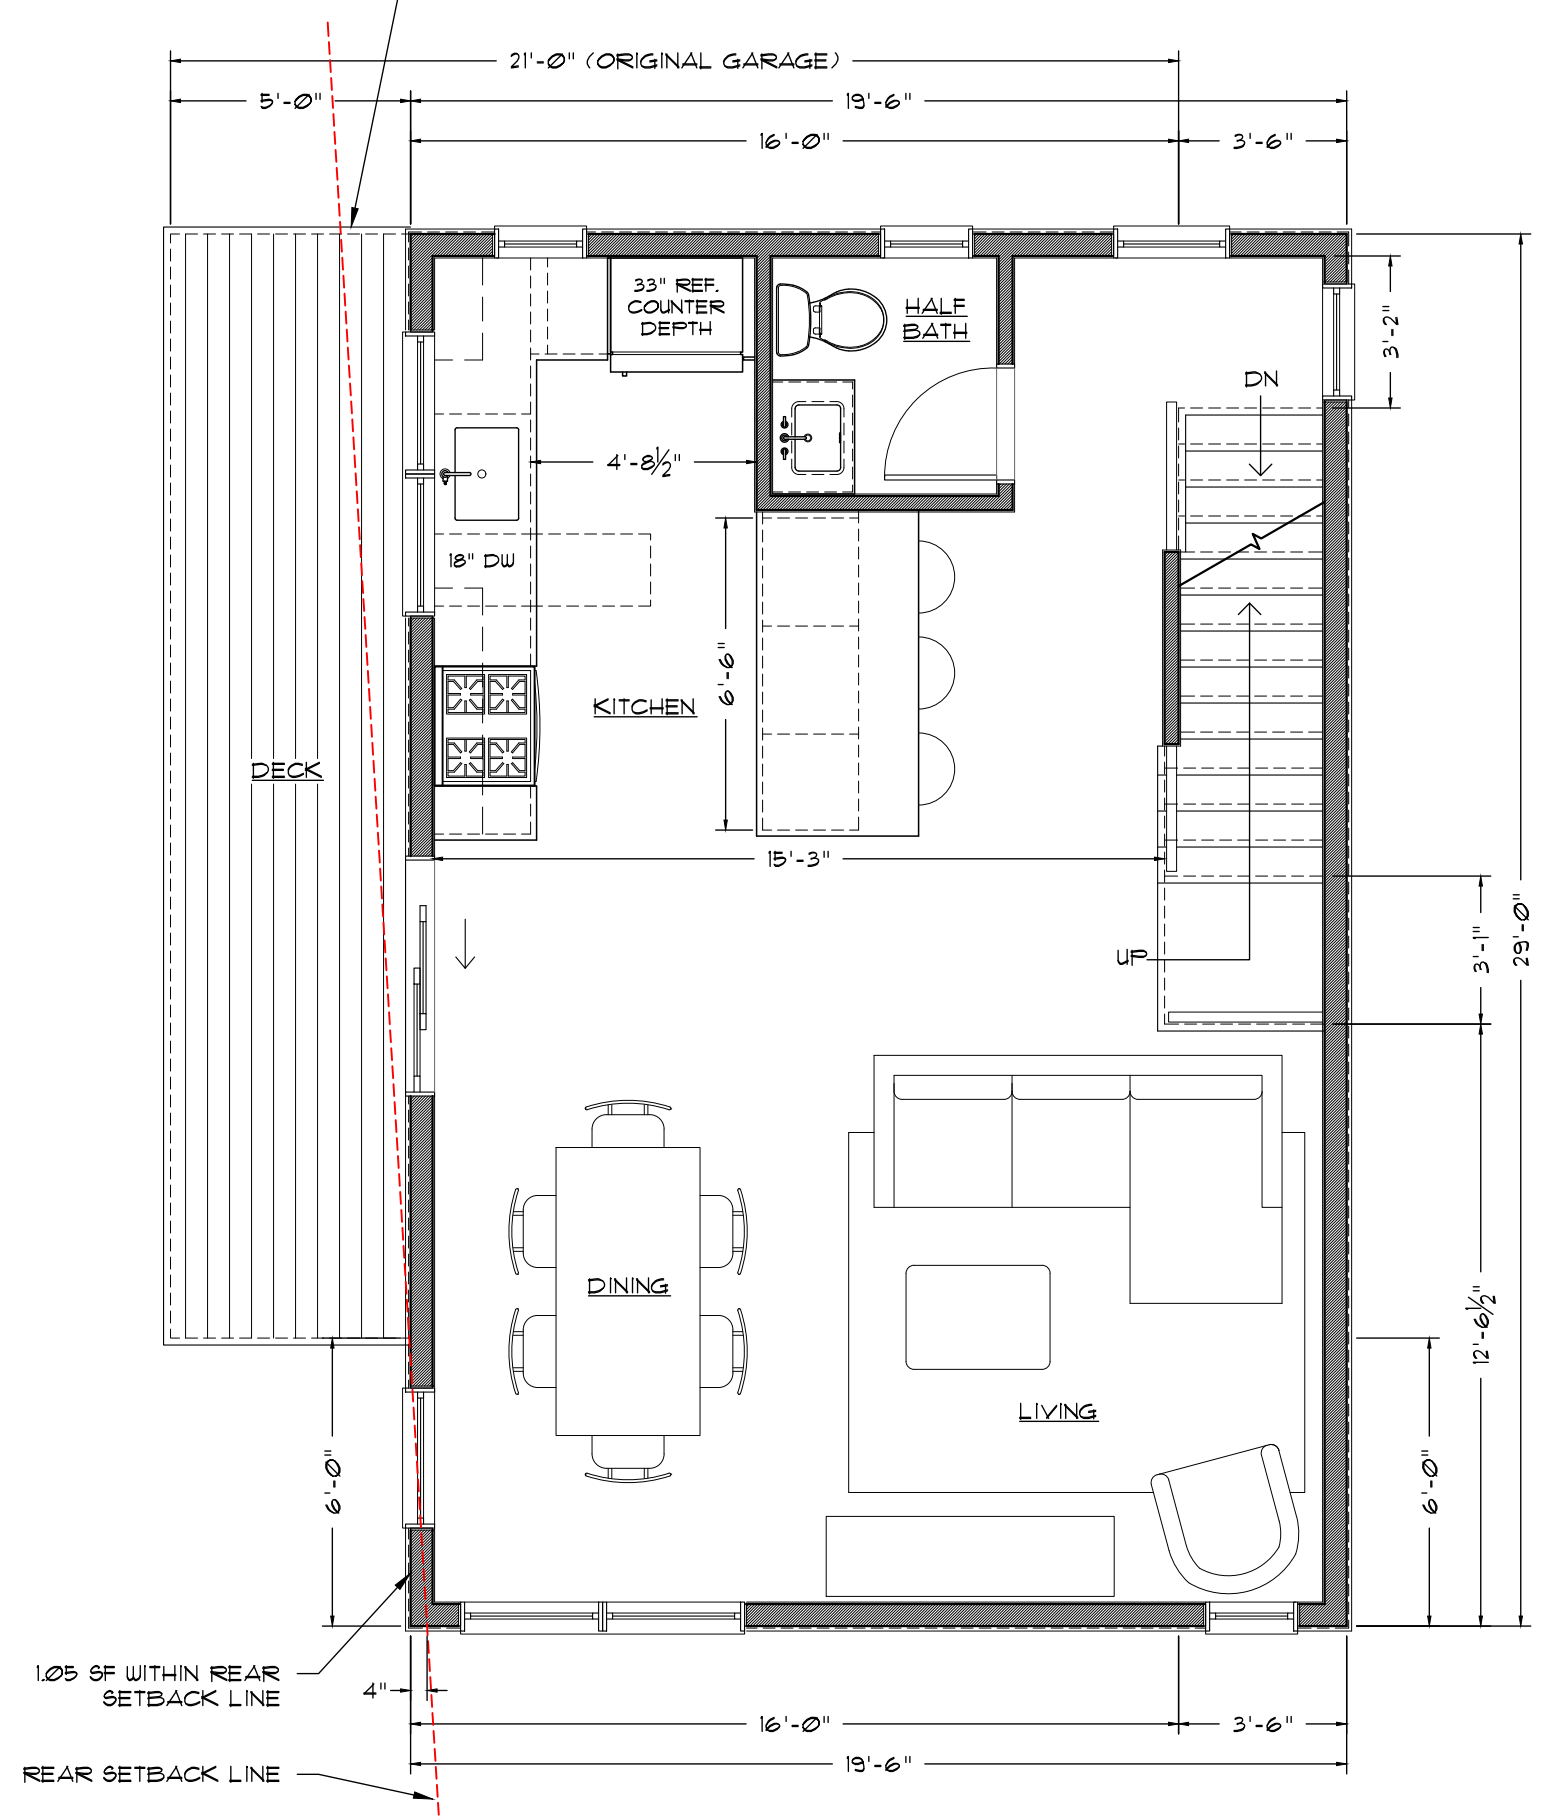 21'-0" (ORIGINAL GARAGE)
5'-0"
19'-6"
16'-0"
3'-6"
33" REF.
COUNTER
DEPTH
HALF
BATH
3'-2"
DN
4'-8½"
18" DW
6'-6"
KITCHEN
DECK
15'-3"
29'-0"
3'-1"
UP
DINING
12'-6½"
LIVING
6'-0"
6'-0"
1.05 SF WITHIN REAR
SETBACK LINE
4"
16'-0"
3'-6"
19'-6"
REAR SETBACK LINE